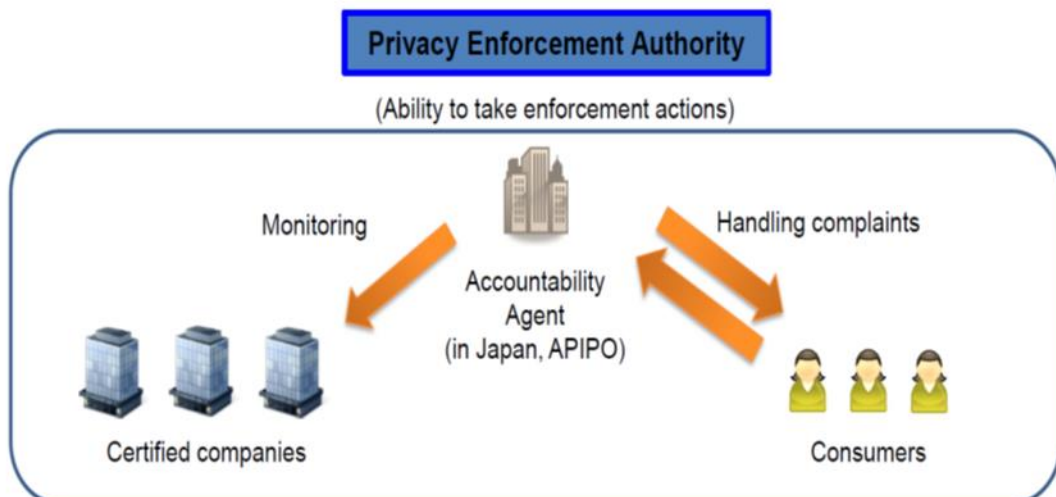 Privacy Enforcement Authority
(Ability to take enforcement actions)
Monitoring
Handling complaints
Accountability
Agent
(in Japan, APIPO)
Certified companies
Consumers